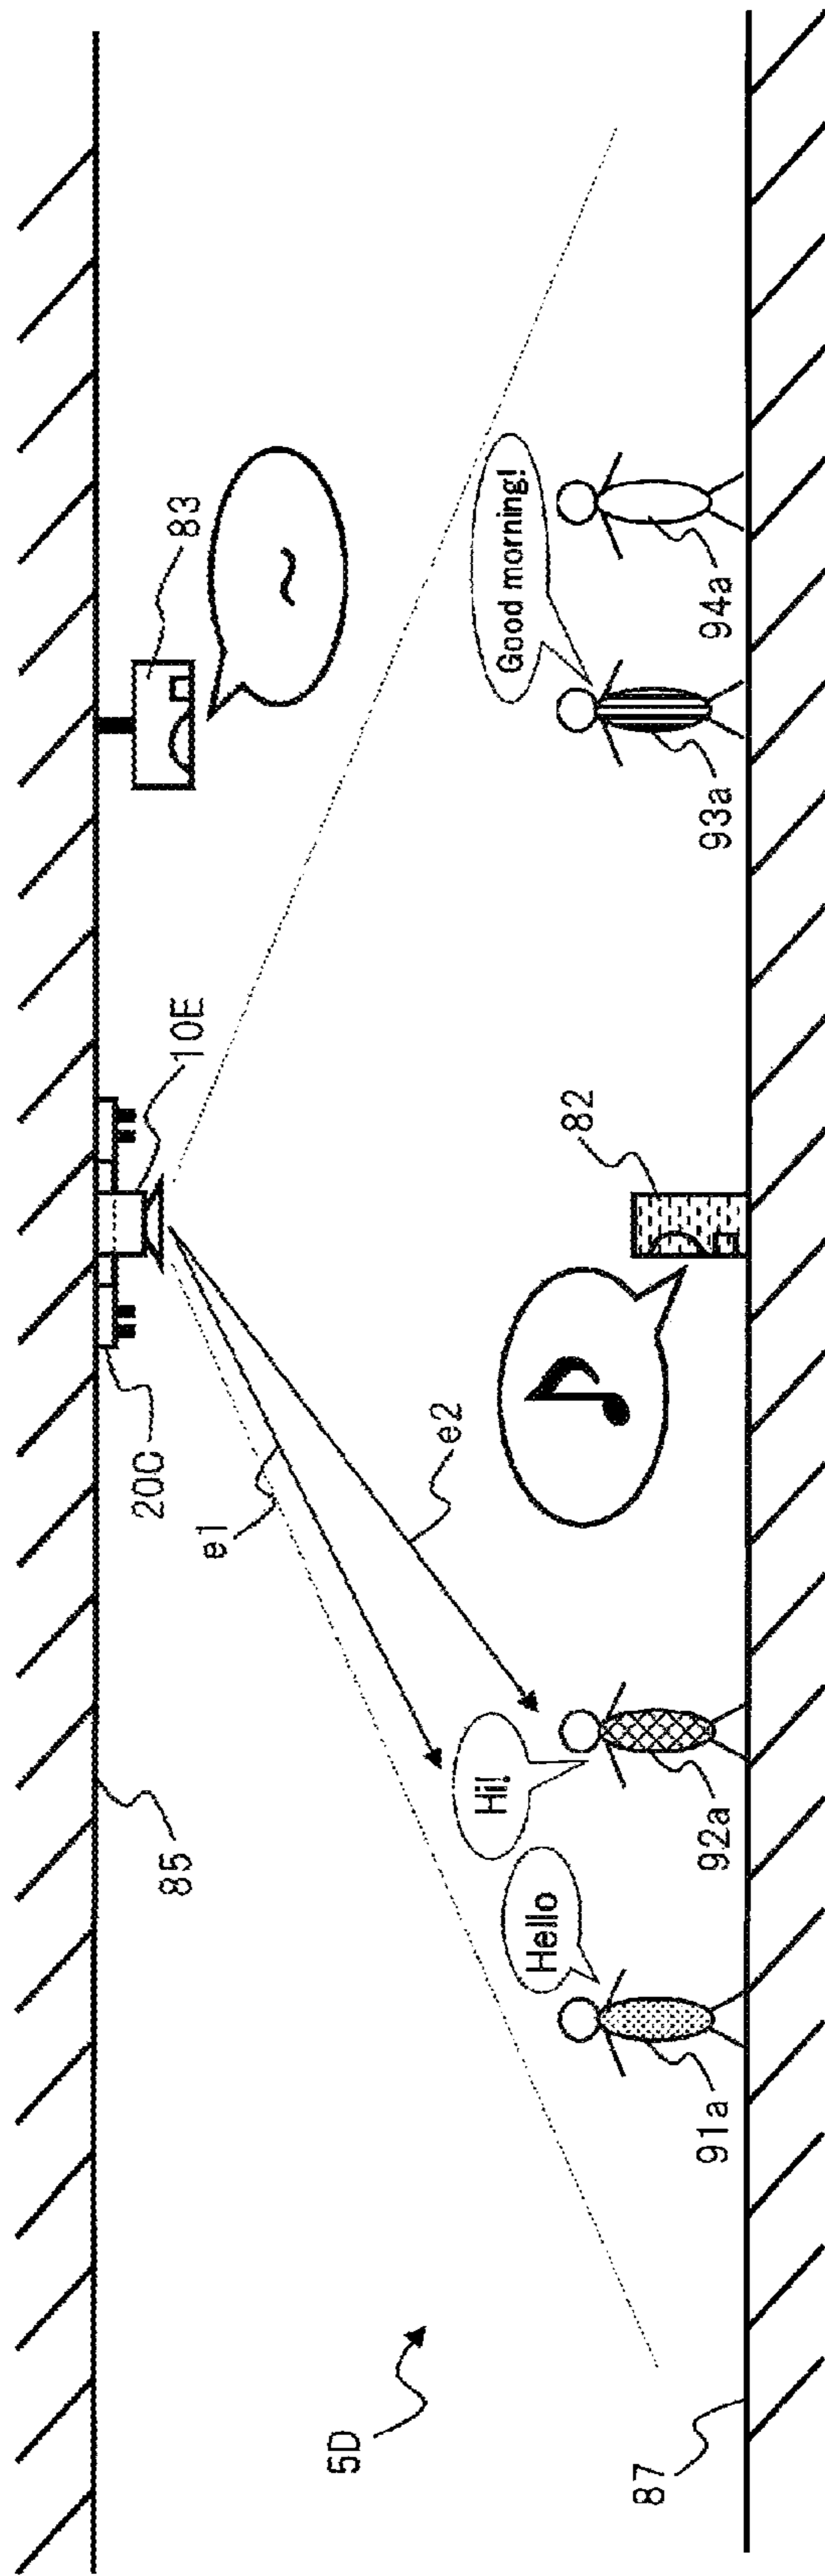 83
10E
20C
e1
e2
85
82
Good morning!
Hi!
Hello
94a
93a
92a
91a
5D
87